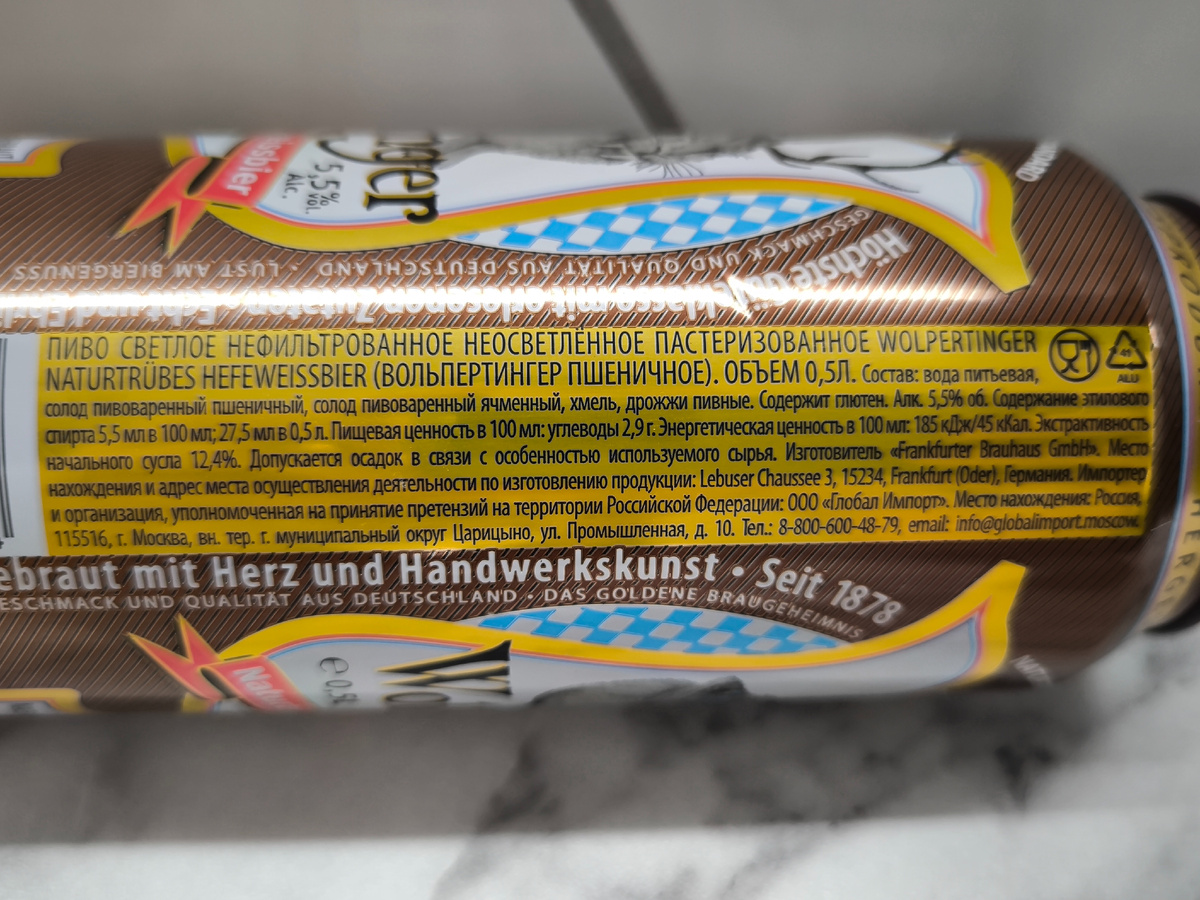 5,5% vol.
Alc.
GESCHMACK UND QUALITÄT AUS DEUTSCHLAND • LUST AM BIERGENUSS
Höchste
ПИВО СВЕТЛОЕ НЕФИЛЬТРОВАННОЕ НЕОСВЕТЛЁННОЕ ПАСТЕРИЗОВАННОЕ WOLPERTINGER
NATURTRÜBES HEFEWEISSBIER (ВОЛЬПЕРТИНГЕР ПШЕНИЧНОЕ). ОБЪЕМ 0,5Л. Состав: вода питьевая,
солод пивоваренный пшеничный, солод пивоваренный ячменный, хмель, дрожжи пивные. Содержит глютен. Алк. 5,5% об. Содержание этилового
спирта 5,5 мл в 100 мл; 27,5 мл в 0,5 л. Пищевая ценность в 100 мл: углеводы 2,9 г. Энергетическая ценность в 100 мл: 185 кДж/45 кКал. Экстрактивность
начального сусла 12,4%. Допускается осадок в связи с особенностью используемого сырья. Изготовитель «Frankfurter Brauhaus GmbH». Место
нахождения и адрес места осуществления деятельности по изготовлению продукции: Lebuser Chaussee 3, 15234, Frankfurt (Oder), Германия. Импортер
и организация, уполномоченная на принятие претензий на территории Российской Федерации: ООО «Глобал Импорт». Место нахождения: Россия,
115516, г. Москва, вн. тер. г. муниципальный округ Царицыно, ул. Промышленная, д. 10. Тел.: 8-800-600-48-79, email: info@globalimport.moscow.
41
ALU
ebraut mit Herz und Handwerkskunst • Seit 1878
ESCHMACK UND QUALITÄT AUS DEUTSCHLAND • DAS GOLDENE BRAUGEHEIMNIS
e 0,5l